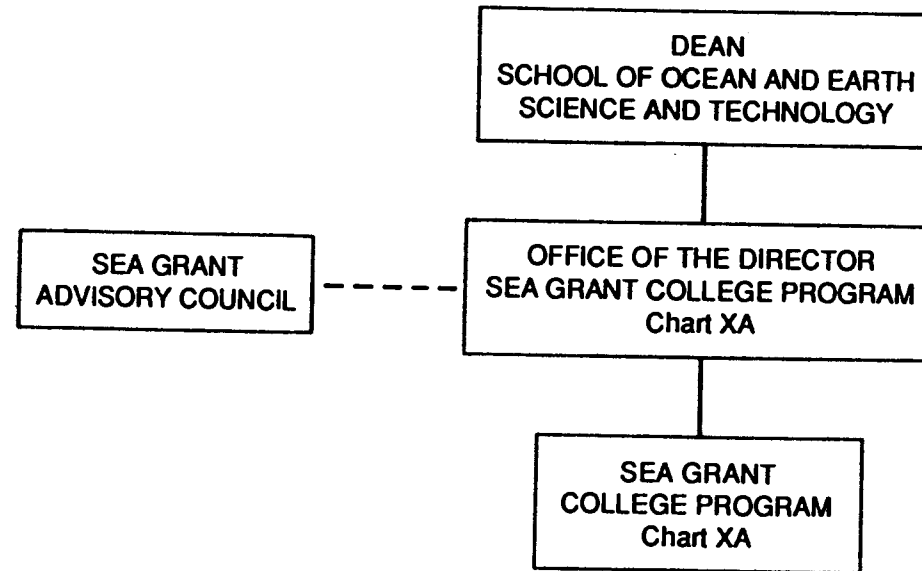 DEAN
SCHOOL OF OCEAN AND EARTH
SCIENCE AND TECHNOLOGY
SEA GRANT
ADVISORY COUNCIL
OFFICE OF THE DIRECTOR
SEA GRANT COLLEGE PROGRAM
Chart XA
SEA GRANT
COLLEGE PROGRAM
Chart XA